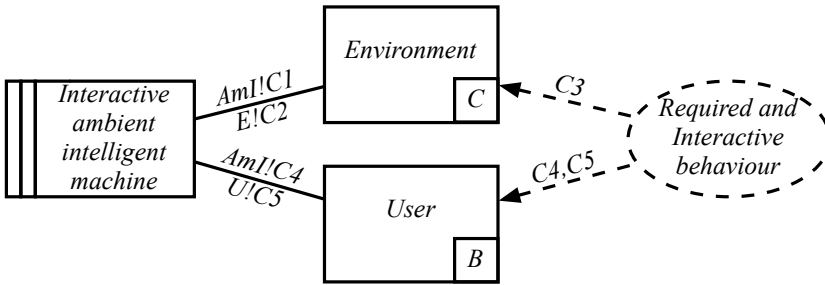 Interactive
ambient
intelligent
machine
AmI!C1
E!C2
AmI!C4
U!C5
Environment
C
User
B
C3
C4,C5
Required and
Interactive
behaviour